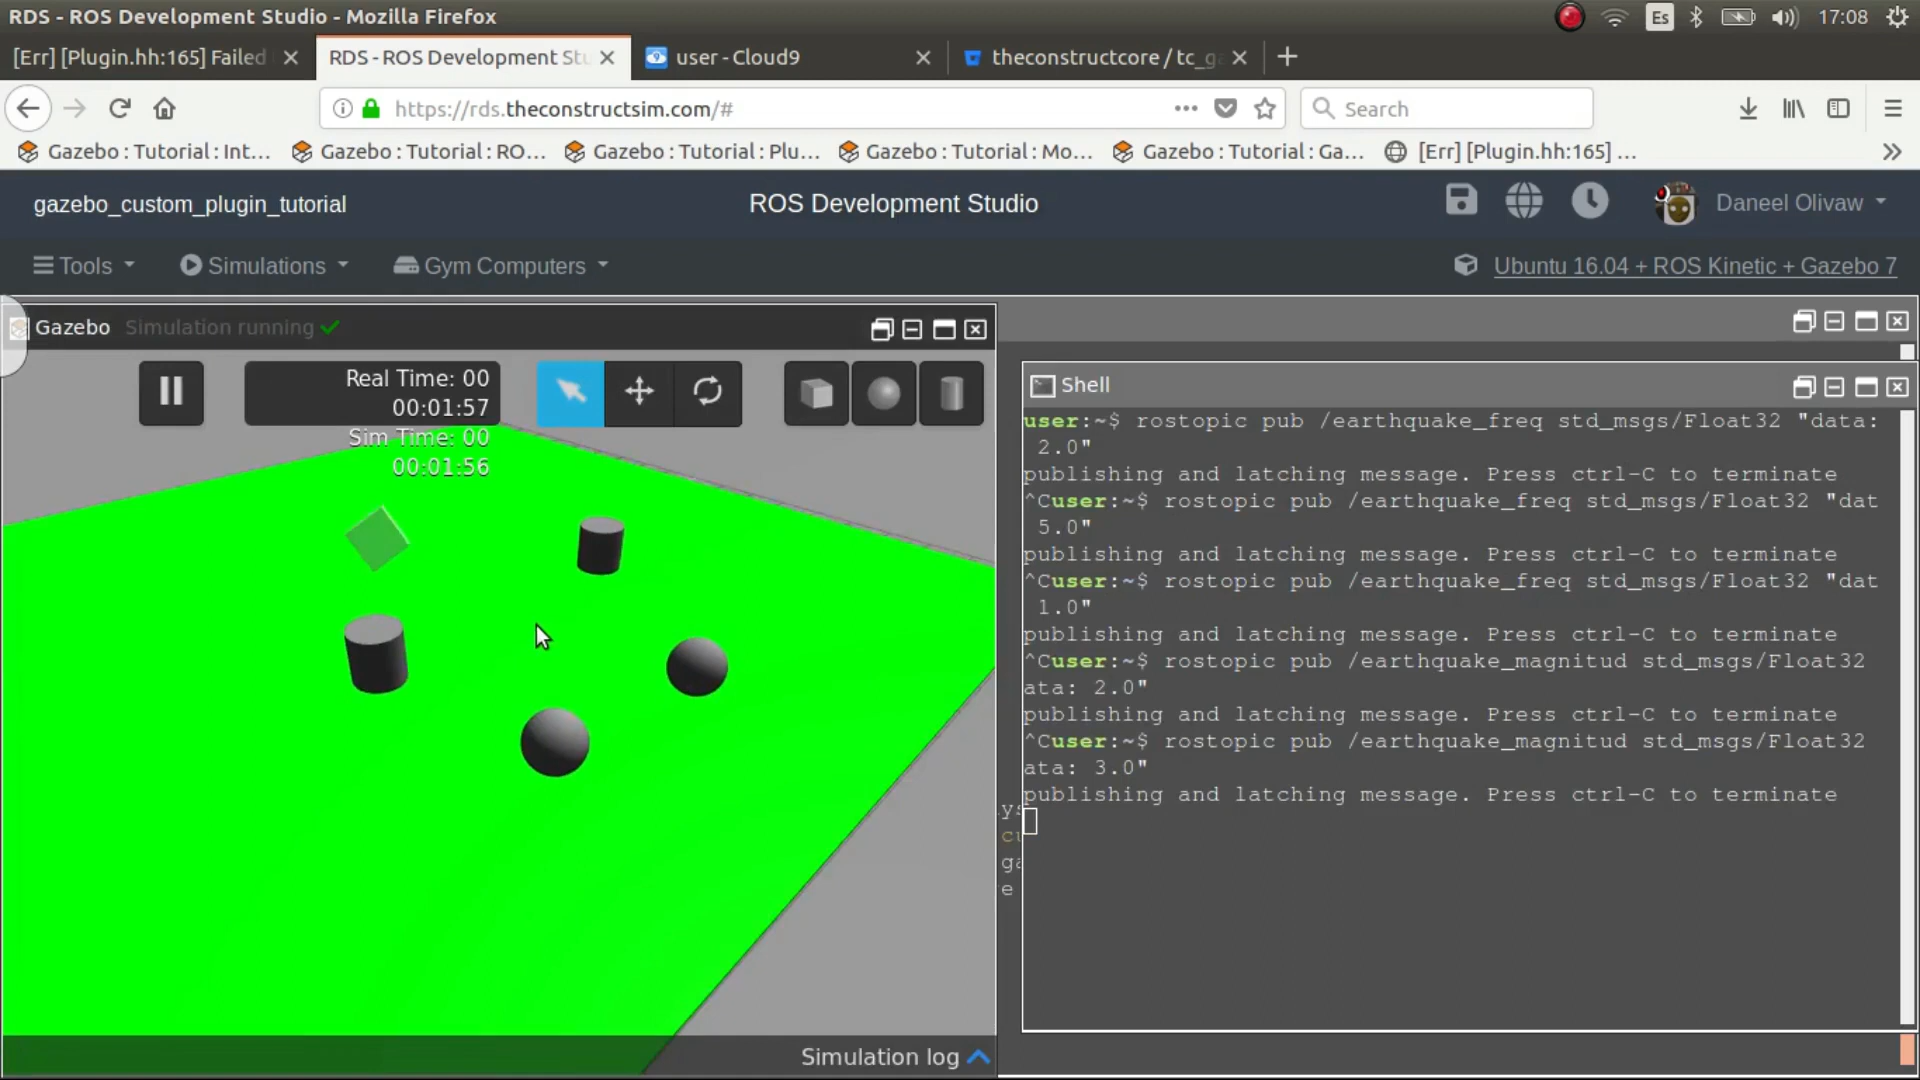 RDS - ROS Development Studio - Mozilla Firefox
Es
17:08
[Err] [Plugin.hh:165] Failed
RDS - ROS Development Stu
user - Cloud9
theconstructcore / tc_ga
https://rds.theconstructsim.com/#
Search
Gazebo : Tutorial : Int...
Gazebo : Tutorial : RO...
Gazebo : Tutorial : Plu...
Gazebo : Tutorial : Mo...
Gazebo : Tutorial : Ga...
[Err] [Plugin.hh:165] ...
gazebo_custom_plugin_tutorial
ROS Development Studio
Daneel Olivaw
Tools
Simulations
Gym Computers
Ubuntu 16.04 + ROS Kinetic + Gazebo 7
Gazebo Simulation running
Real Time: 00
00:01:57
Sim Time: 00
00:01:56
Simulation log
Shell
user:~$ rostopic pub /earthquake_freq std_msgs/Float32 "data:
2.0"
publishing and latching message. Press ctrl-C to terminate
^Cuser:~$ rostopic pub /earthquake_freq std_msgs/Float32 "dat
5.0"
publishing and latching message. Press ctrl-C to terminate
^Cuser:~$ rostopic pub /earthquake_freq std_msgs/Float32 "dat
1.0"
publishing and latching message. Press ctrl-C to terminate
^Cuser:~$ rostopic pub /earthquake_magnitud std_msgs/Float32
ata: 2.0"
publishing and latching message. Press ctrl-C to terminate
^Cuser:~$ rostopic pub /earthquake_magnitud std_msgs/Float32
ata: 3.0"
publishing and latching message. Press ctrl-C to terminate